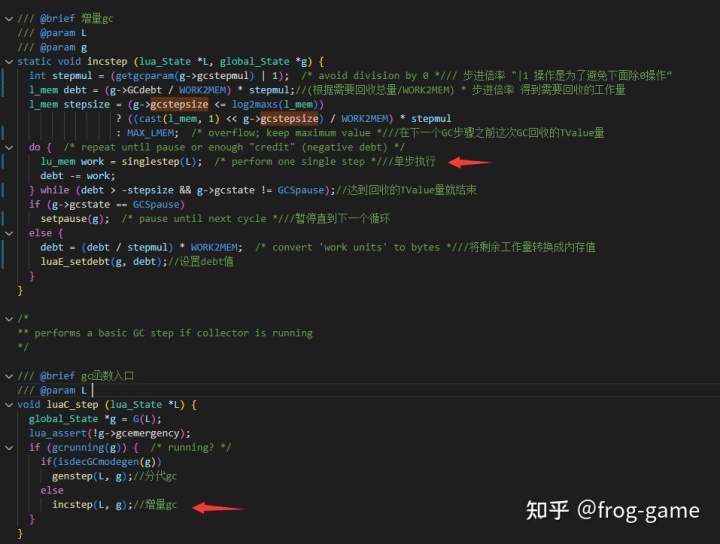 /// @brief 增量gc
/// @param L
/// @param g
static void incstep (lua_State *L, global_State *g) {
int stepmul = (getgcparam(g->gcstepmul) | 1);  /* avoid division by 0 *//// 步进倍率 "|1 操作是为了避免下面除0操作"
l_mem debt = (g->GCdebt / WORK2MEM) * stepmul;//(根据需要回收总量/WORK2MEM) * 步进倍率 得到需要回收的工作量
l_mem stepsize = (g->gcstepsize <= log2maxs(l_mem))
? ((cast(l_mem, 1) << g->gcstepsize) / WORK2MEM) * stepmul
: MAX_LMEM;  /* overflow; keep maximum value *////在下一个GC步骤之前这次GC回收的TValue量
do {  /* repeat until pause or enough "credit" (negative debt) */
lu_mem work = singlestep(L);  /* perform one single step *////单步执行
debt -= work;
} while (debt > -stepsize && g->gcstate != GCSpause);//达到回收的TValue量就结束
if (g->gcstate == GCSpause)
setpause(g);  /* pause until next cycle *////暂停直到下一个循环
else {
debt = (debt / stepmul) * WORK2MEM;  /* convert 'work units' to bytes *////将剩余工作量转换成内存值
luaE_setdebt(g, debt);//设置debt值
}
}
/*
** performs a basic GC step if collector is running
*/
/// @brief gc函数入口
/// @param L
void luaC_step (lua_State *L) {
global_State *g = G(L);
lua_assert(!g->gcemergency);
if (gcrunning(g)) {  /* running? */
if(isdecGCmodegen(g))
genstep(L, g);//分代gc
else
incstep(L, g);//增量gc
}
}
知乎 @frog-game